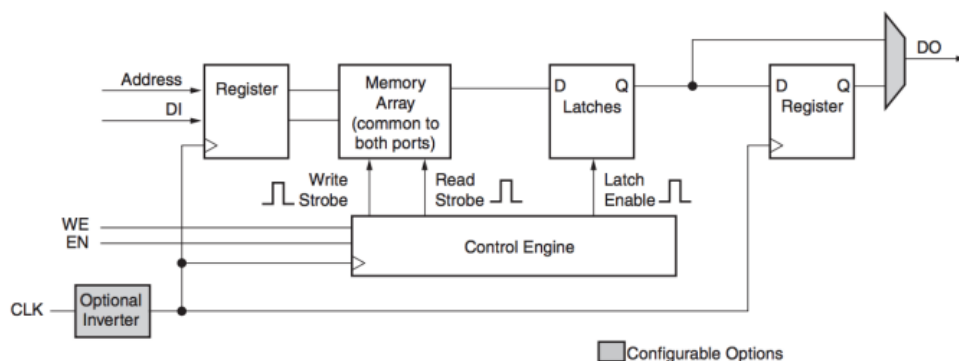 DO
Address
DI
Register
Memory
Array
(common to
both ports)
D Q
Latches
D Q
Register
Write
Strobe
Read
Strobe
Latch
Enable
WE
EN
Control Engine
CLK
Optional
Inverter
Configurable Options